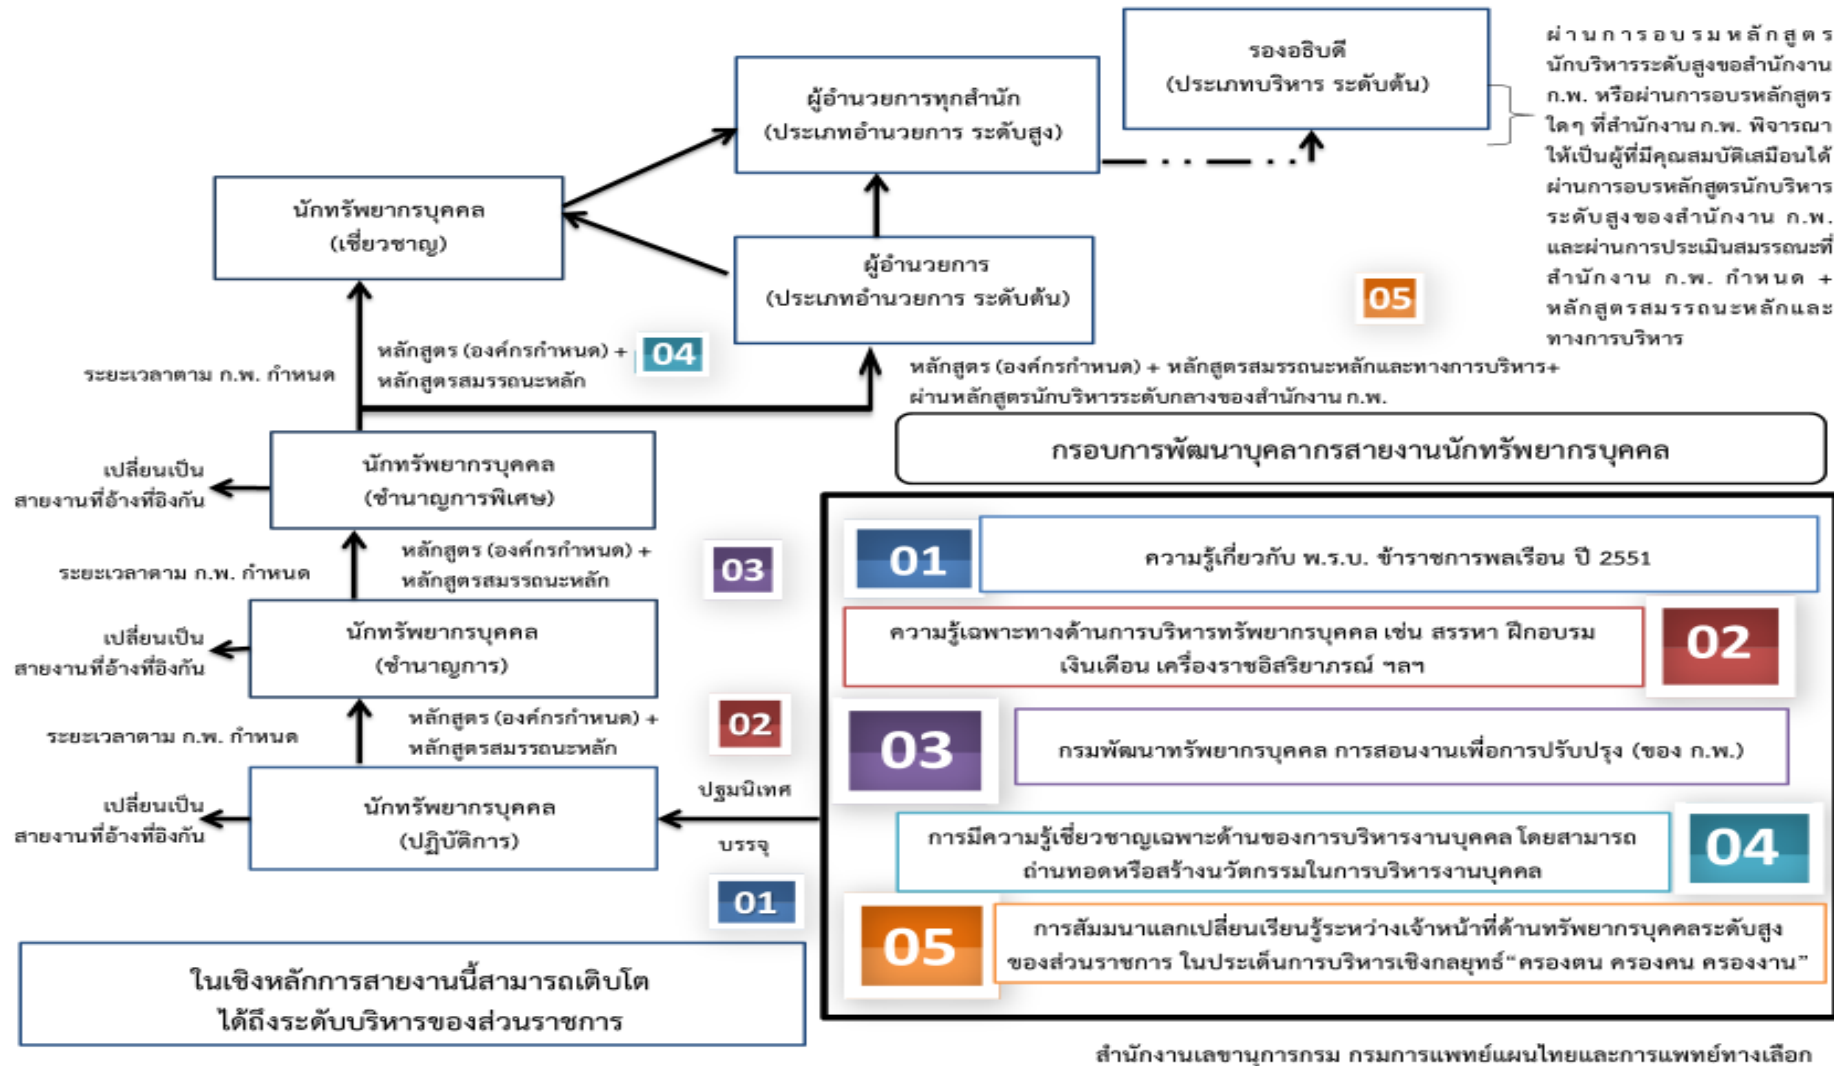 รองอธิบดี
(ประเภทบริหาร ระดับต้น)
ผ่านการอบรมหลักสูตร
นักบริหารระดับสูงขอสำนักงาน
ก.พ. หรือผ่านการอบรหลักสูตร
ใดๆ ที่สำนักงาน ก.พ. พิจารณา
ให้เป็นผู้ที่มีคุณสมบัติเสมือนได้
ผ่านการอบรหลักสูตรนักบริหาร
ระดับสูงของสำนักงาน ก.พ.
และผ่านการประเมินสมรรถนะที่
สำนักงาน ก.พ. กำหนด +
หลักสูตรสมรรถนะหลักและ
ทางการบริหาร
ผู้อำนวยการทุกสำนัก
(ประเภทอำนวยการ ระดับสูง)
นักทรัพยากรบุคคล
(เชี่ยวชาญ)
ผู้อำนวยการ
(ประเภทอำนวยการ ระดับต้น)
05
ระยะเวลาตาม ก.พ. กำหนด
หลักสูตร (องค์กรกำหนด) +
หลักสูตรสมรรถนะหลัก
04
หลักสูตร (องค์กรกำหนด) + หลักสูตรสมรรถนะหลักและทางการบริหาร+
ผ่านหลักสูตรนักบริหารระดับกลางของสำนักงาน ก.พ.
กรอบการพัฒนาบุคลากรสายงานนักทรัพยากรบุคคล
เปลี่ยนเป็น
สายงานที่อ้างที่อิงกัน
นักทรัพยากรบุคคล
(ชำนาญการพิเศษ)
ระยะเวลาตาม ก.พ. กำหนด
หลักสูตร (องค์กรกำหนด) +
หลักสูตรสมรรถนะหลัก
03
เปลี่ยนเป็น
สายงานที่อ้างที่อิงกัน
นักทรัพยากรบุคคล
(ชำนาญการ)
ระยะเวลาตาม ก.พ. กำหนด
หลักสูตร (องค์กรกำหนด) +
หลักสูตรสมรรถนะหลัก
02
เปลี่ยนเป็น
สายงานที่อ้างที่อิงกัน
นักทรัพยากรบุคคล
(ปฏิบัติการ)
ปฐมนิเทศ
บรรจุ
01
01
ความรู้เกี่ยวกับ พ.ร.บ. ข้าราชการพลเรือน ปี 2551
ความรู้เฉพาะทางด้านการบริหารทรัพยากรบุคคล เช่น สรรหา ฝึกอบรม
เงินเดือน เครื่องราชอิสริยาภรณ์ ฯลฯ
02
03
กรมพัฒนาทรัพยากรบุคคล การสอนงานเพื่อการปรับปรุง (ของ ก.พ.)
การมีความรู้เชี่ยวชาญเฉพาะด้านของการบริหารงานบุคคล โดยสามารถ
ถ่านทอดหรือสร้างนวัตกรรมในการบริหารงานบุคคล
04
05
การสัมมนาแลกเปลี่ยนเรียนรู้ระหว่างเจ้าหน้าที่ด้านทรัพยากรบุคคลระดับสูง
ของส่วนราชการ ในประเด็นการบริหารเชิงกลยุทธ์“ครองตน ครองคน ครองงาน”
ในเชิงหลักการสายงานนี้สามารถเติบโต
ได้ถึงระดับบริหารของส่วนราชการ
สำนักงานเลขานุการกรม กรมการแพทย์แผนไทยและการแพทย์ทางเลือก